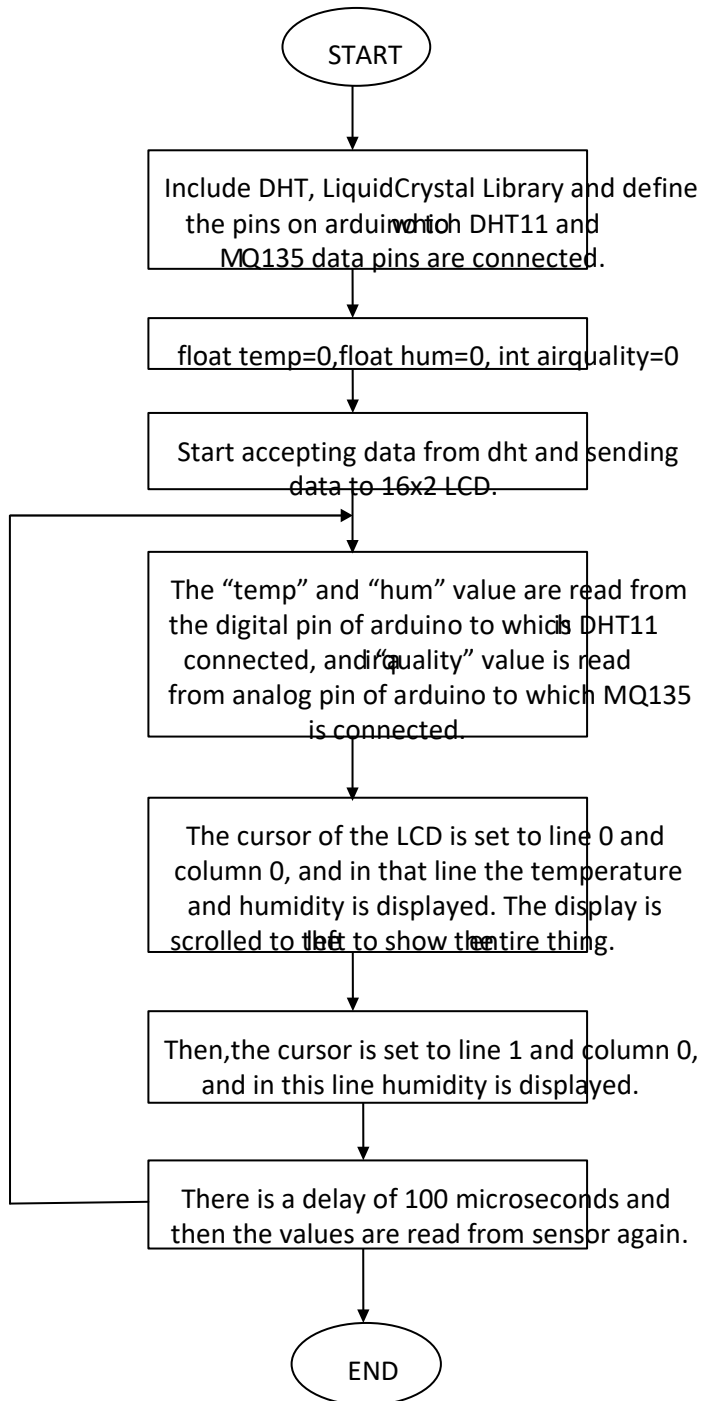 START
Include DHT, LiquidCrystal Library and define
the pins on arduino to which DHT11 and
MQ135 data pins are connected.
float temp=0,float hum=0, int airquality=0
Start accepting data from dht and sending
data to 16x2 LCD.
The “temp” and “hum” value are read from
the digital pin of arduino to which DHT11 is
connected, and “airquality” value is read
from analog pin of arduino to which MQ135
is connected.
The cursor of the LCD is set to line 0 and
column 0, and in that line the temperature
and humidity is displayed. The display is
scrolled to the left to show the entire thing.
Then,the cursor is set to line 1 and column 0,
and in this line humidity is displayed.
There is a delay of 100 microseconds and
then the values are read from sensor again.
END